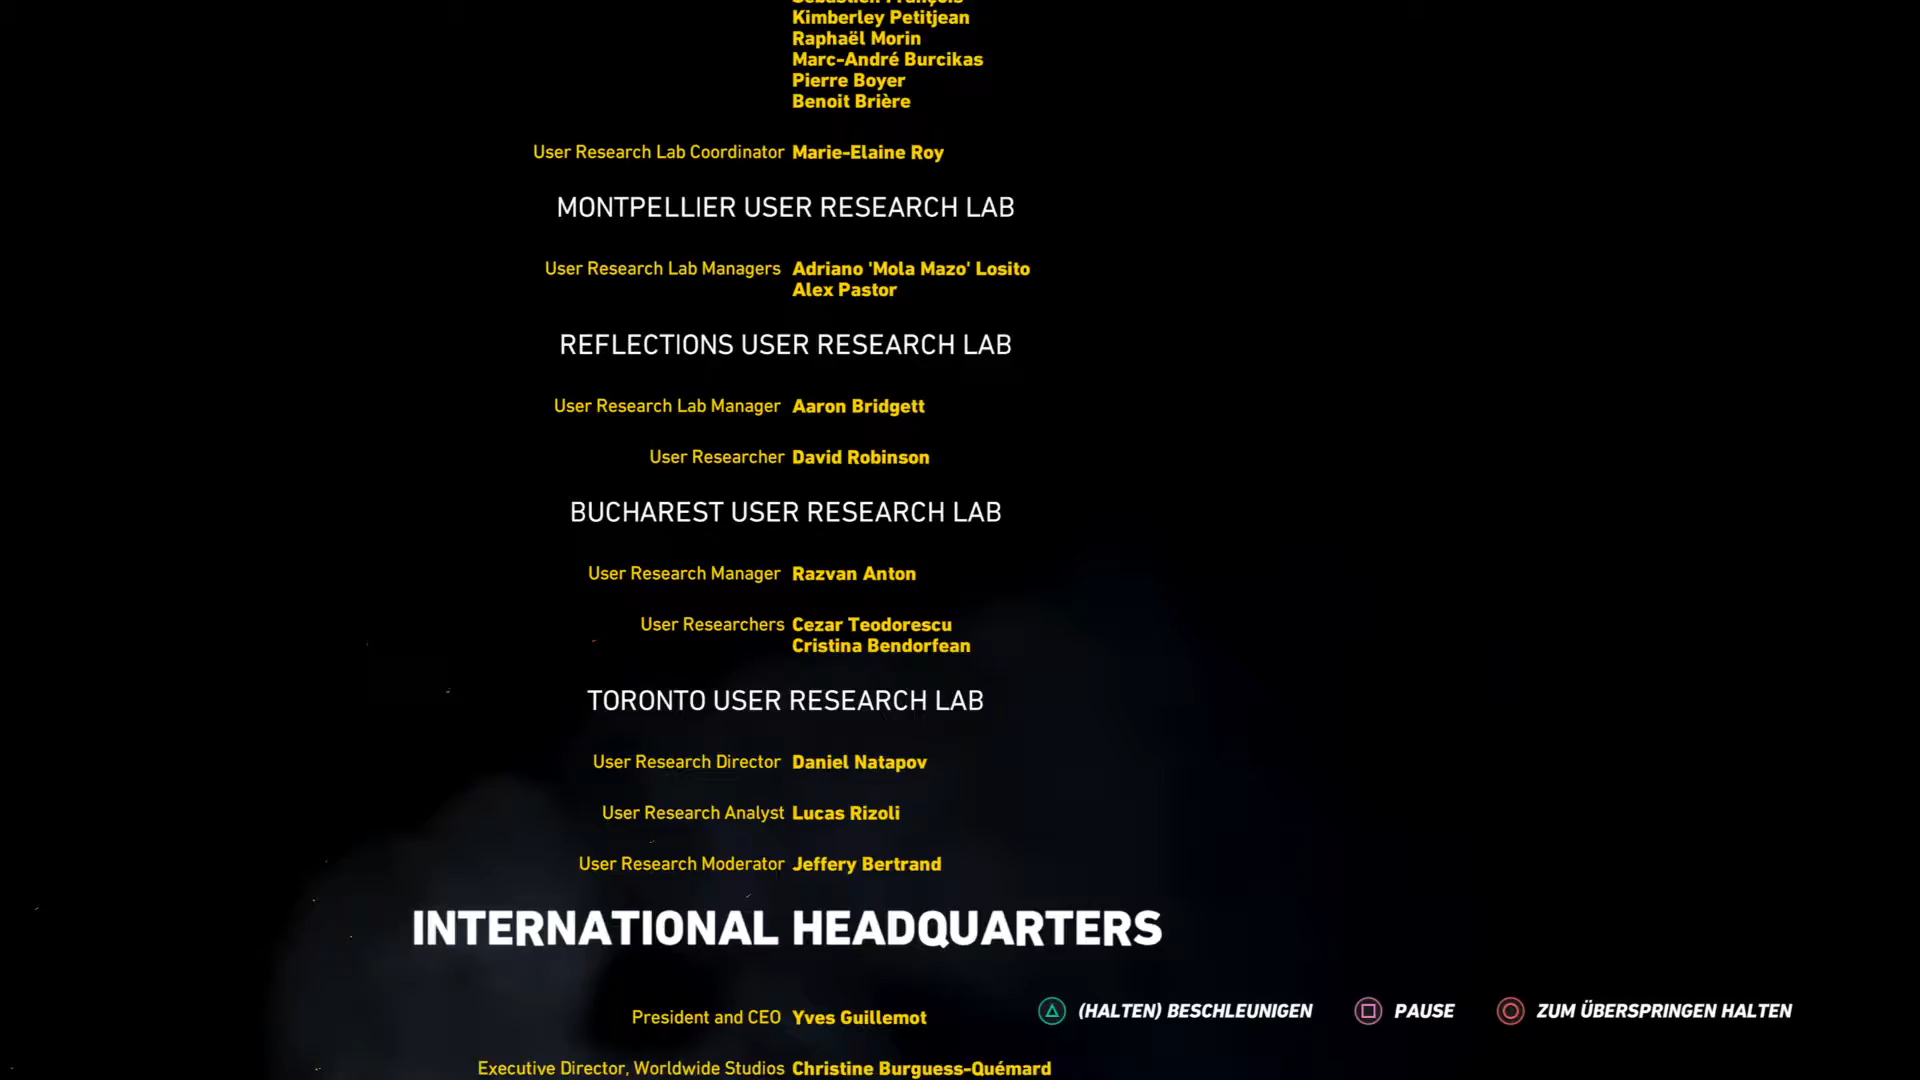 Kimberley Petitjean
Raphaël Morin
Marc-André Burcikas
Pierre Boyer
Benoit Brière
User Research Lab Coordinator Marie-Elaine Roy
MONTPELLIER USER RESEARCH LAB
User Research Lab Managers Adriano 'Mola Mazo' Losito
Alex Pastor
REFLECTIONS USER RESEARCH LAB
User Research Lab Manager Aaron Bridgett
User Researcher David Robinson
BUCHAREST USER RESEARCH LAB
User Research Manager Razvan Anton
User Researchers Cezar Teodorescu
Cristina Bendorfean
TORONTO USER RESEARCH LAB
User Research Director Daniel Natapov
User Research Analyst Lucas Rizoli
User Research Moderator Jeffery Bertrand
INTERNATIONAL HEADQUARTERS
President and CEO Yves Guillemot
(HALTEN) BESCHLEUNIGEN PAUSE ZUM ÜBERSPRINGEN HALTEN
Executive Director, Worldwide Studios Christine Burguess-Quémard